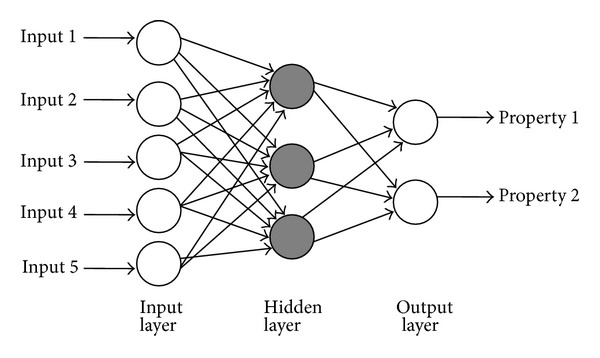 Input 1
Input 2
Input 3
Input 4
Input 5
Property 1
Property 2
Input
layer
Hidden
layer
Output
layer